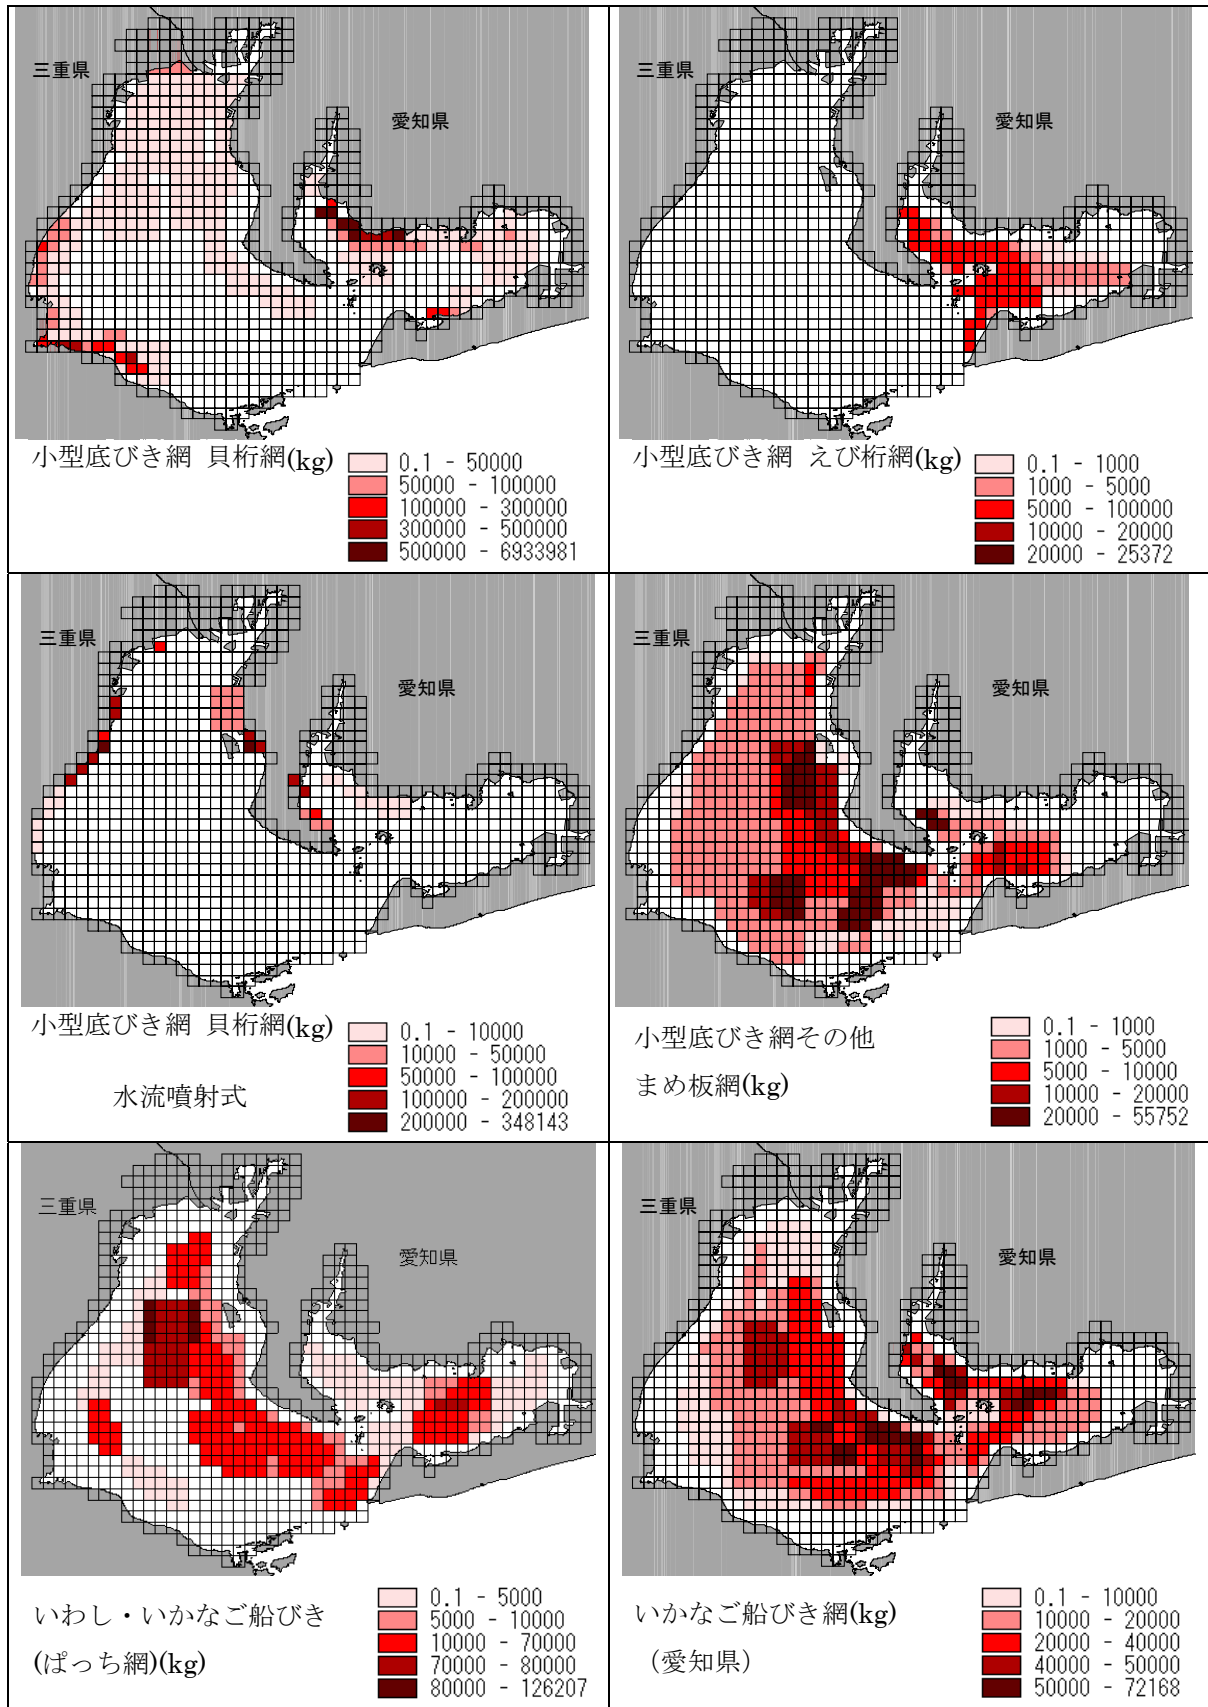 三重県
愛知県
小型底びき網 貝桁網(kg)
0.1 - 50000
50000 - 100000
100000 - 300000
300000 - 500000
500000 - 6933981
三重県
愛知県
小型底びき網 えび桁網(kg)
0.1 - 1000
1000 - 5000
5000 - 100000
10000 - 20000
20000 - 25372
三重県
愛知県
小型底びき網 貝桁網(kg)
水流噴射式
0.1 - 10000
10000 - 50000
50000 - 100000
100000 - 200000
200000 - 348143
三重県
愛知県
小型底びき網その他
まめ板網(kg)
0.1 - 1000
1000 - 5000
5000 - 10000
10000 - 20000
20000 - 55752
三重県
愛知県
いわし・いかなご船びき
(ぱっち網)(kg)
0.1 - 5000
5000 - 10000
10000 - 70000
70000 - 80000
80000 - 126207
三重県
愛知県
いかなご船びき網(kg)
（愛知県）
0.1 - 10000
10000 - 20000
20000 - 40000
40000 - 50000
50000 - 72168